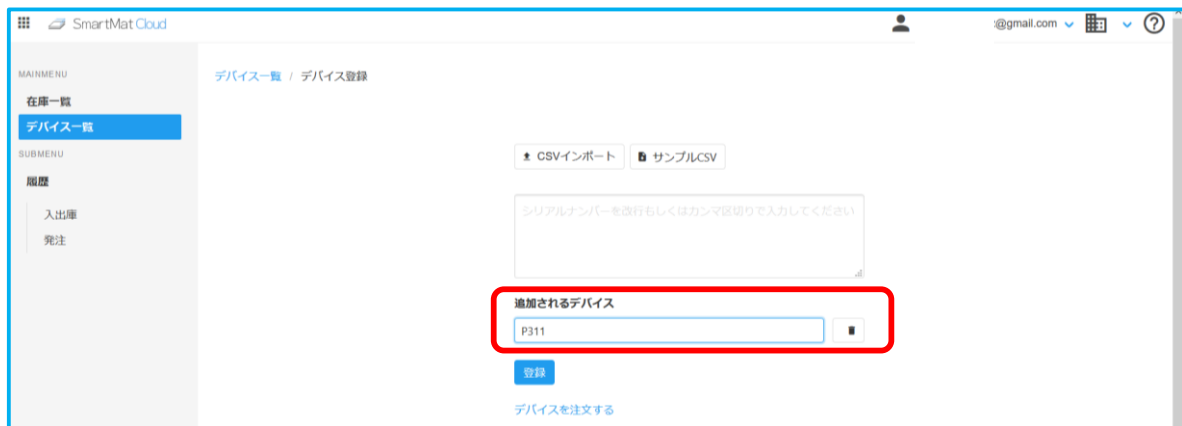 SmartMat Cloud
:@gmail.com
MAINMENU
在庫一覧
デバイス一覧
SUBMENU
履歴
入出庫
発注
デバイス一覧 / デバイス登録
CSVインポート
サンプルCSV
シリアルナンバーを改行もしくはカンマ区切りで入力してください
追加されるデバイス
P311
登録
デバイスを注文する